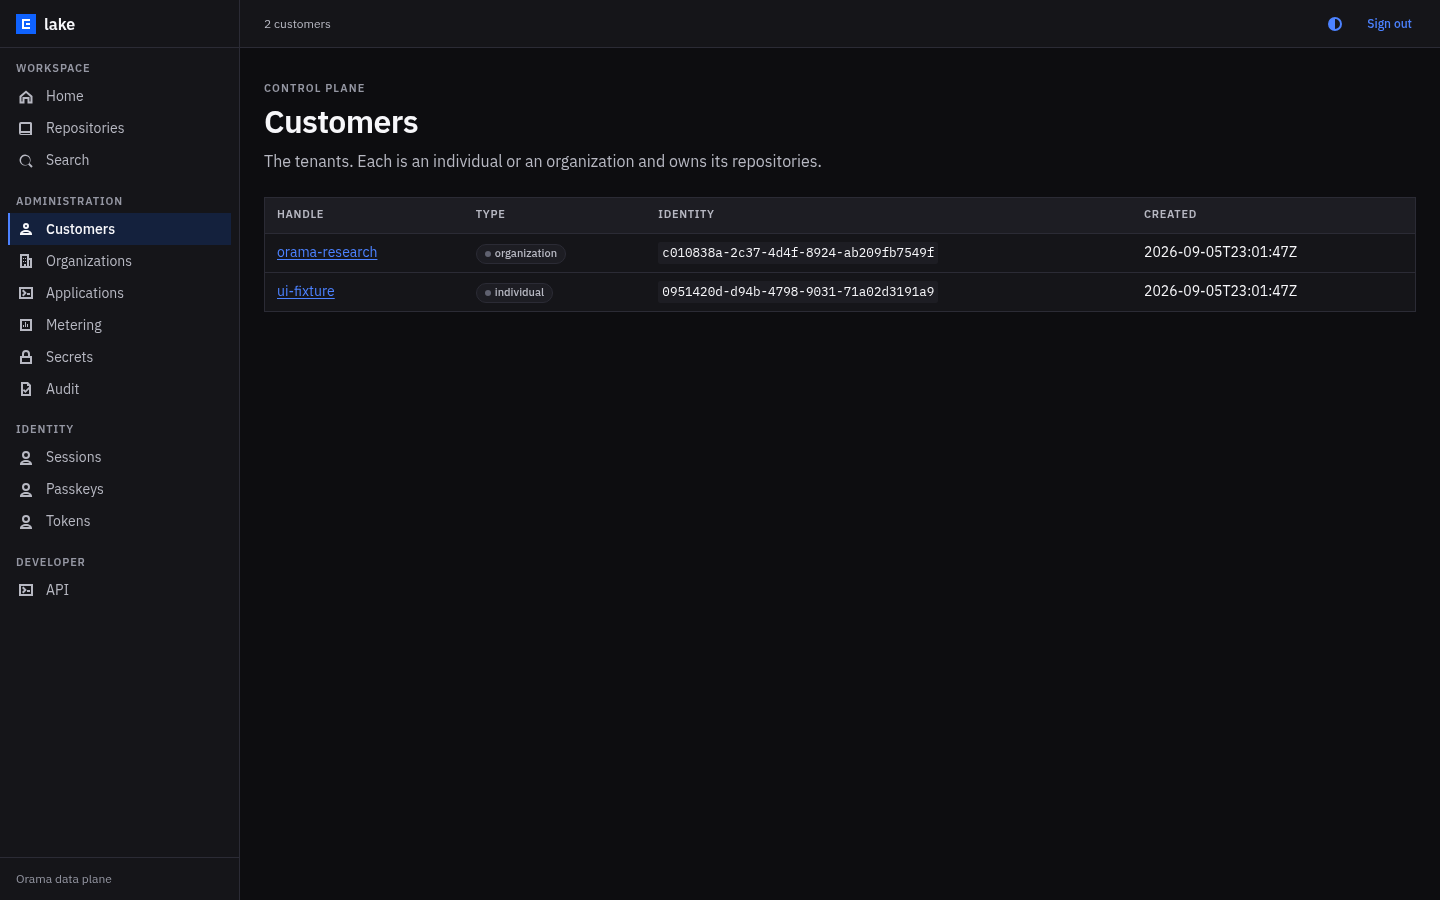 lake
2 customers
Sign out
WORKSPACE
Home
Repositories
Search
ADMINISTRATION
Customers
Organizations
Applications
Metering
Secrets
Audit
IDENTITY
Sessions
Passkeys
Tokens
DEVELOPER
API
Orama data plane
CONTROL PLANE
Customers
The tenants. Each is an individual or an organization and owns its repositories.
HANDLE TYPE IDENTITY CREATED
orama-research organization c010838a-2c37-4d4f-8924-ab209fb7549f 2026-09-05T23:01:47Z
ui-fixture individual 0951420d-d94b-4798-9031-71a02d3191a9 2026-09-05T23:01:47Z